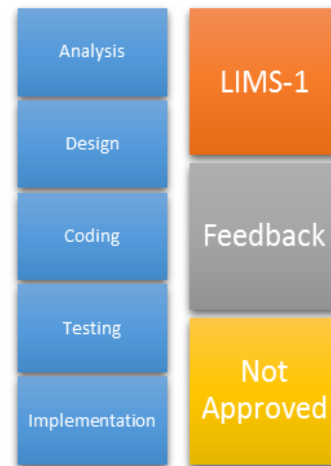 Analysis
Design
Coding
Testing
Implementation
LIMS-1
Feedback
Not
Approved